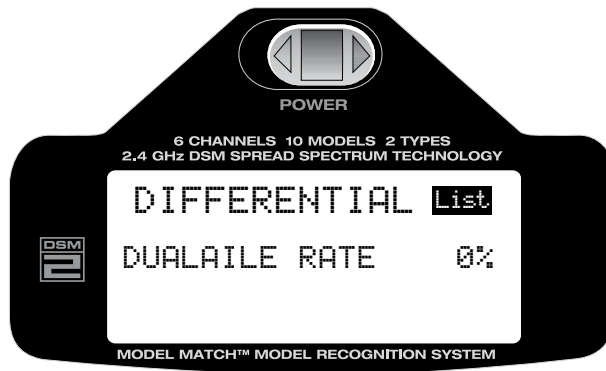 POWER
6 CHANNELS 10 MODELS 2 TYPES
2.4 GHz DSM SPREAD SPECTRUM TECHNOLOGY
DIFFERENTIAL List
DSM
2
DUALAILE RATE 0%
MODEL MATCH™ MODEL RECOGNITION SYSTEM